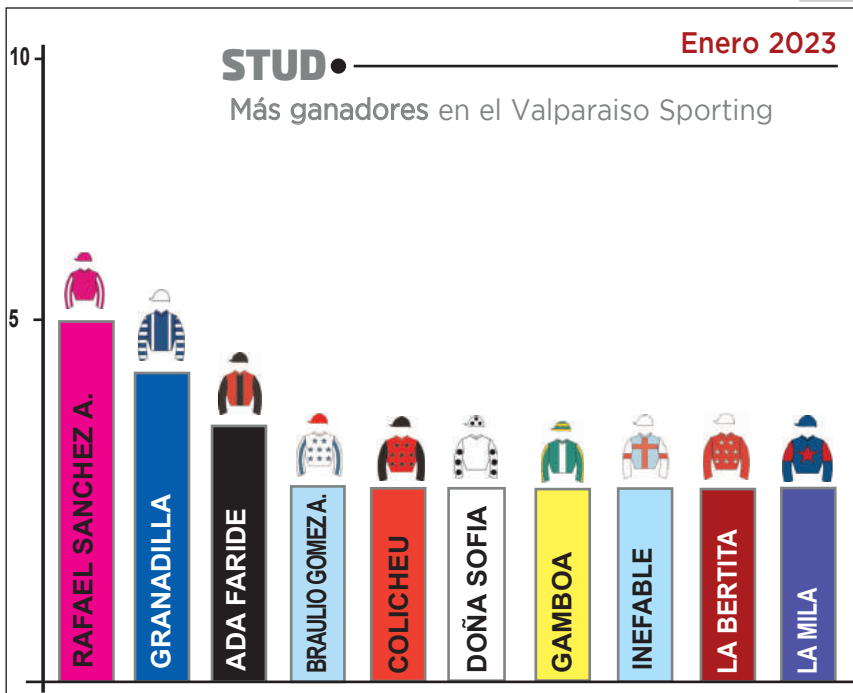 10
STUD
Enero 2023
Más ganadores en el Valparaiso Sporting
5
RAFAEL SANCHEZ A.
GRANADILLA
ADA FARIDE
BRAULIO GOMEZ A.
COLICHEU
DOÑA SOFIA
GAMBOA
INEFABLE
LA BERTITA
LA MILA